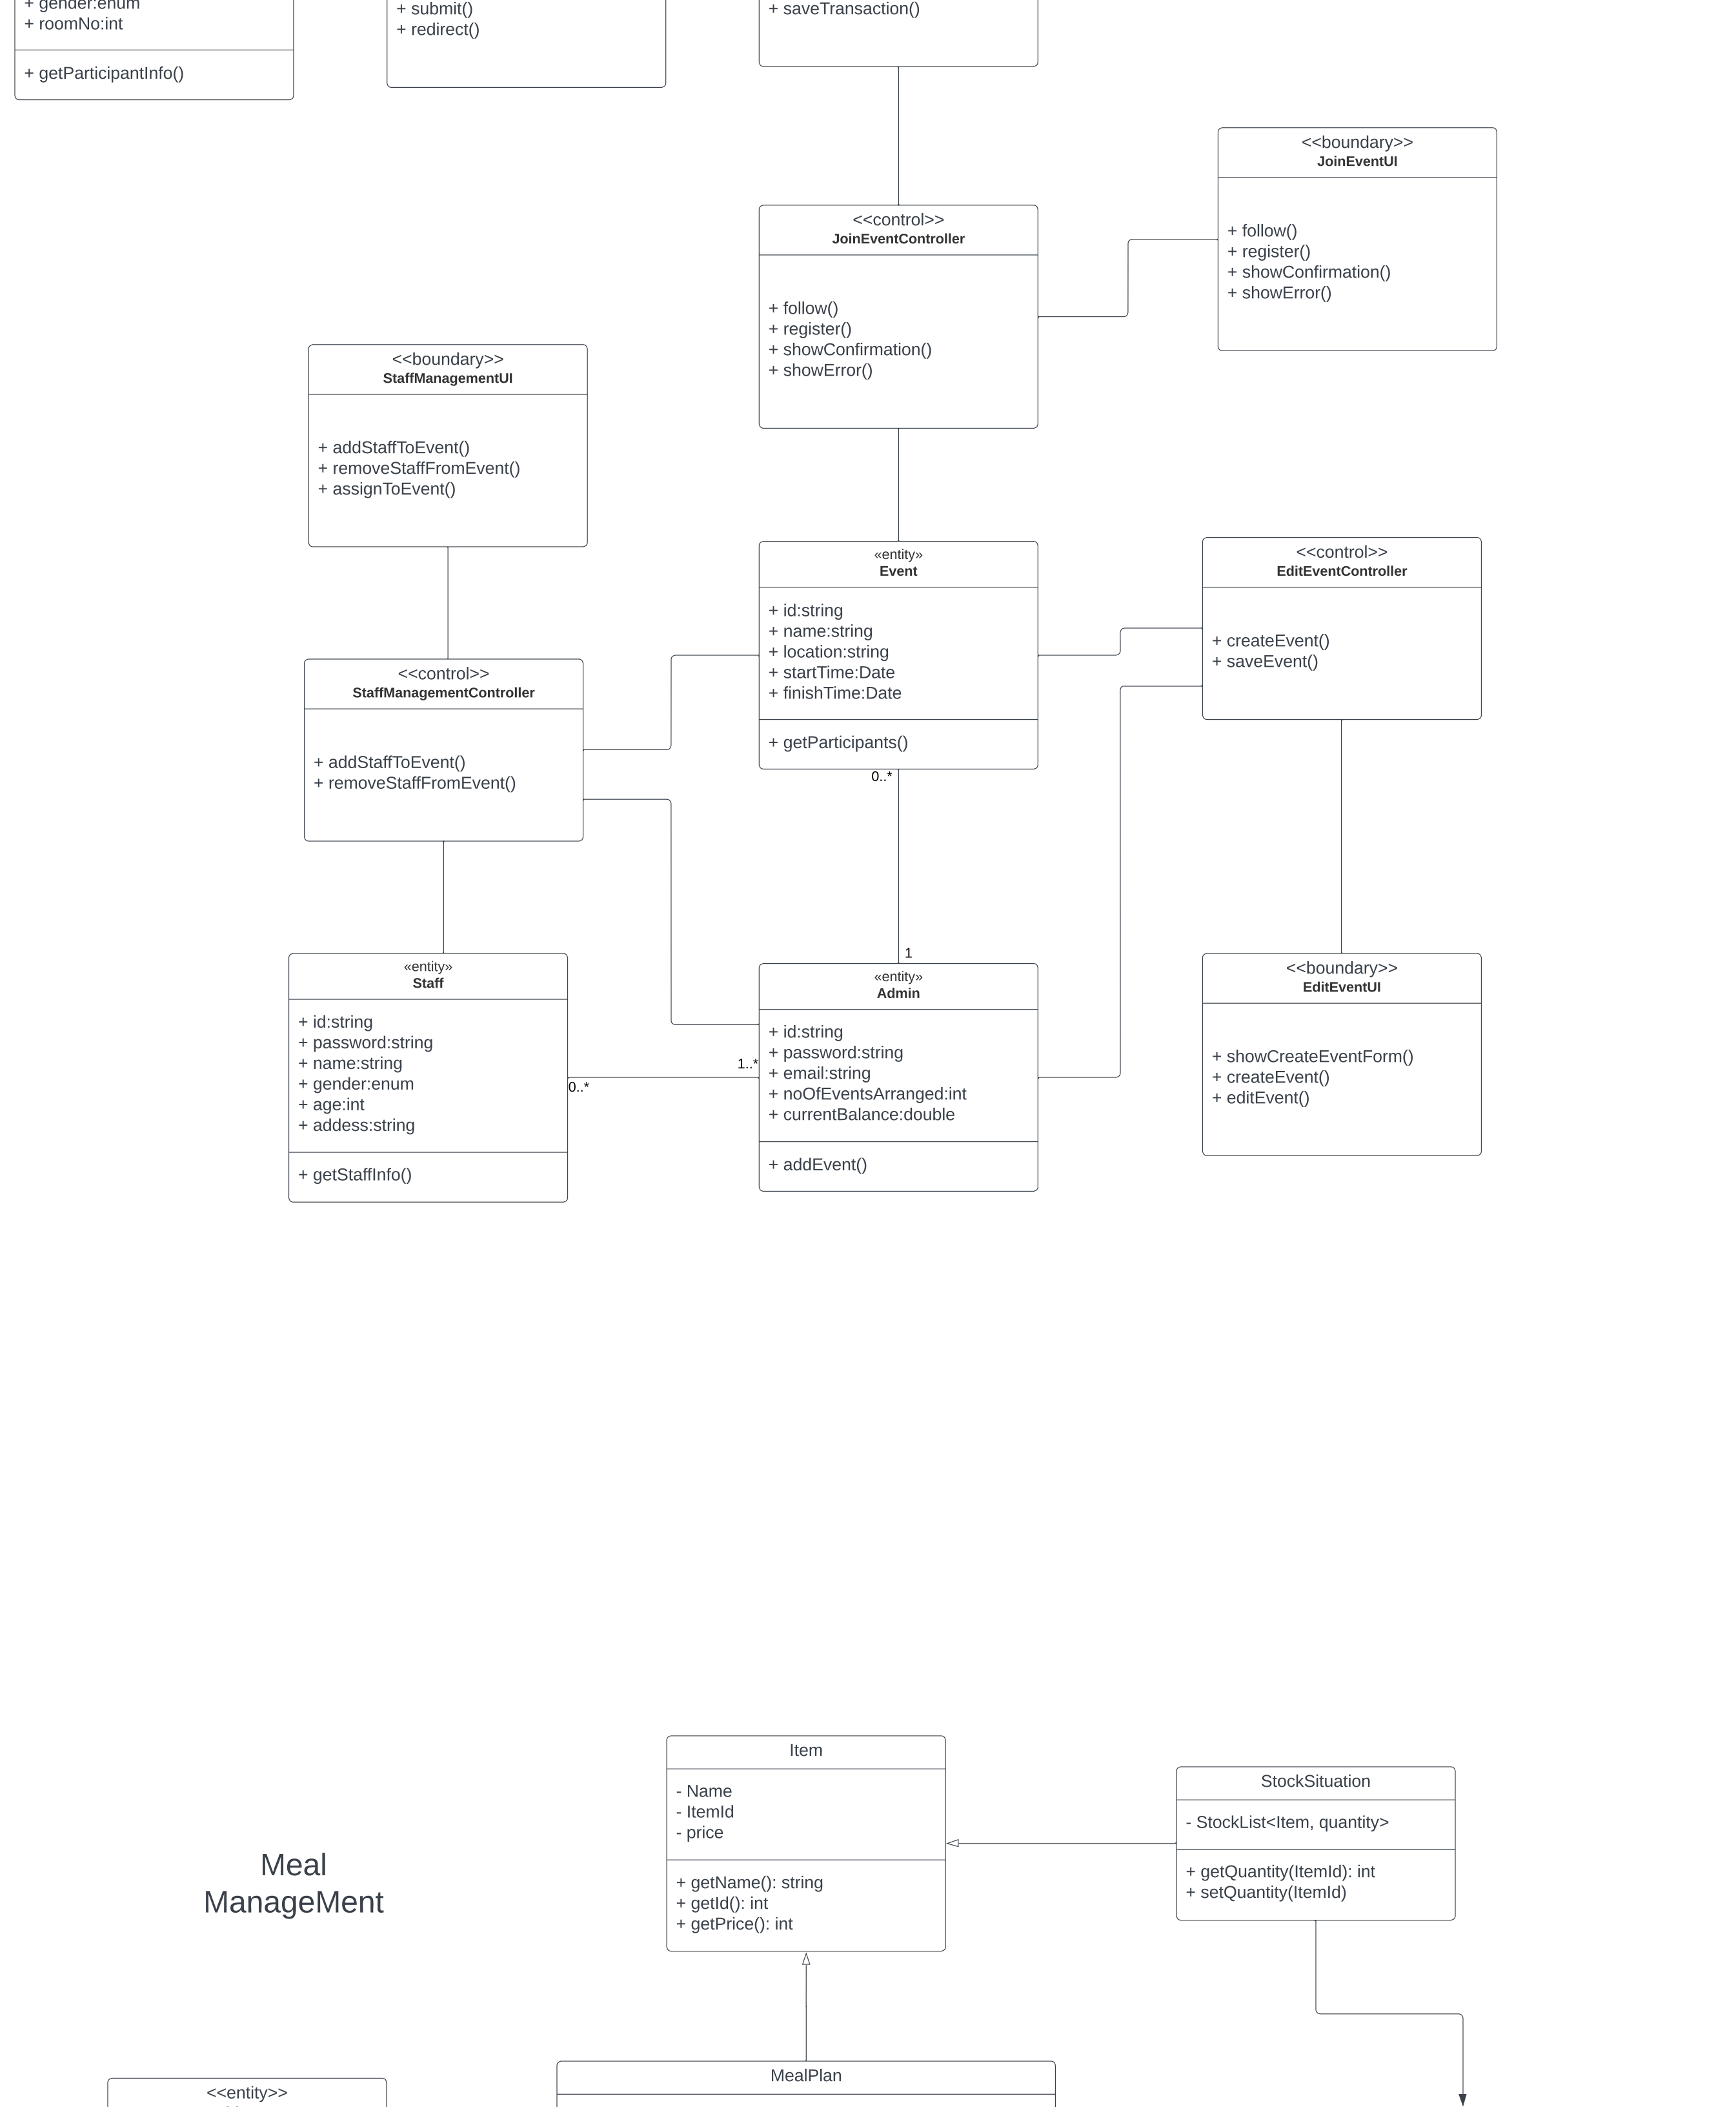 + gender:enum
+ roomNo:int
+ getParticipantInfo()
+ submit()
+ redirect()
+ saveTransaction()
<<boundary>>
JoinEventUI
+ follow()
+ register()
+ showConfirmation()
+ showError()
<<control>>
JoinEventController
+ follow()
+ register()
+ showConfirmation()
+ showError()
<<boundary>>
StaffManagementUI
+ addStaffToEvent()
+ removeStaffFromEvent()
+ assignToEvent()
«entity»
Event
+ id:string
+ name:string
+ location:string
+ startTime:Date
+ finishTime:Date
+ getParticipants()
<<control>>
EditEventController
+ createEvent()
+ saveEvent()
<<control>>
StaffManagementController
+ addStaffToEvent()
+ removeStaffFromEvent()
0..*
1
«entity»
Staff
+ id:string
+ password:string
+ name:string
+ gender:enum
+ age:int
+ addess:string
+ getStaffInfo()
0..*
1..*
«entity»
Admin
+ id:string
+ password:string
+ email:string
+ noOfEventsArranged:int
+ currentBalance:double
+ addEvent()
<<boundary>>
EditEventUI
+ showCreateEventForm()
+ createEvent()
+ editEvent()
Item
- Name
- ItemId
- price
+ getName(): string
+ getId(): int
+ getPrice(): int
StockSituation
- StockList<Item, quantity>
+ getQuantity(ItemId): int
+ setQuantity(ItemId)
Meal
ManageMent
MealPlan
<<entity>>